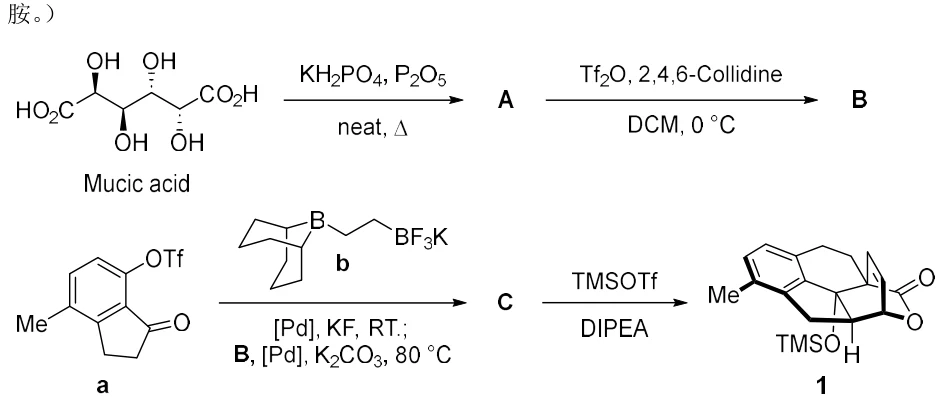 胺。）
HO2C OH OH CO2H OH OH
Mucic acid
KH2PO4, P2O5
neat, Δ
A
Tf2O, 2,4,6-Collidine
DCM, 0 °C
B
OTf Me O
a
B BF3K
b
[Pd], KF, RT.;
B, [Pd], K2CO3, 80 °C
C
TMSOTf
DIPEA
Me TMSO H O O
1